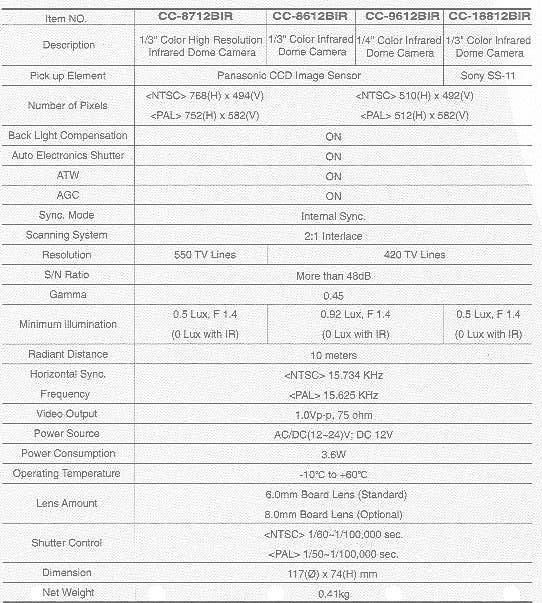 Item NO. CC-8712BIR CC-8612BIR CC-9612BIR CC-18812BIR
Description 1/3" Color High Resolution Infrared Dome Camera 1/3" Color Infrared Dome Camera 1/4" Color Infrared Dome Camera 1/3" Color Infrared Dome Camera
Pick up Element Panasonic CCD Image Sensor Sony SS-11
Number of Pixels
<NTSC> 768(H) x 494(V) <NTSC> 510(H) x 492(V)
<PAL> 752(H) x 582(V) <PAL> 512(H) x 582(V)
Back Light Compensation ON
Auto Electronics Shutter ON
ATW ON
AGC ON
Sync. Mode Internal Sync.
Scanning System 2:1 Interlace
Resolution 550 TV Lines 420 TV Lines
S/N Ratio More than 48dB
Gamma 0.45
Minimum Illumination
0.5 Lux, F 1.4 0.92 Lux, F 1.4 0.5 Lux, F 1.4
(0 Lux with IR) (0 Lux with IR) (0 Lux with IR)
Radiant Distance 10 meters
Horizontal Sync. <NTSC> 15.734 KHz
Frequency <PAL> 15.625 KHz
Video Output 1.0Vp-p, 75 ohm
Power Source AC/DC(12~24)V; DC 12V
Power Consumption 3.6W
Operating Temperature -10°C to +60°C
Lens Amount
6.0mm Board Lens (Standard)
8.0mm Board Lens (Optional)
Shutter Control
<NTSC> 1/60~1/100,000 sec.
<PAL> 1/50~1/100,000 sec.
Dimension 117(Ø) x 74(H) mm
Net Weight 0.41kg